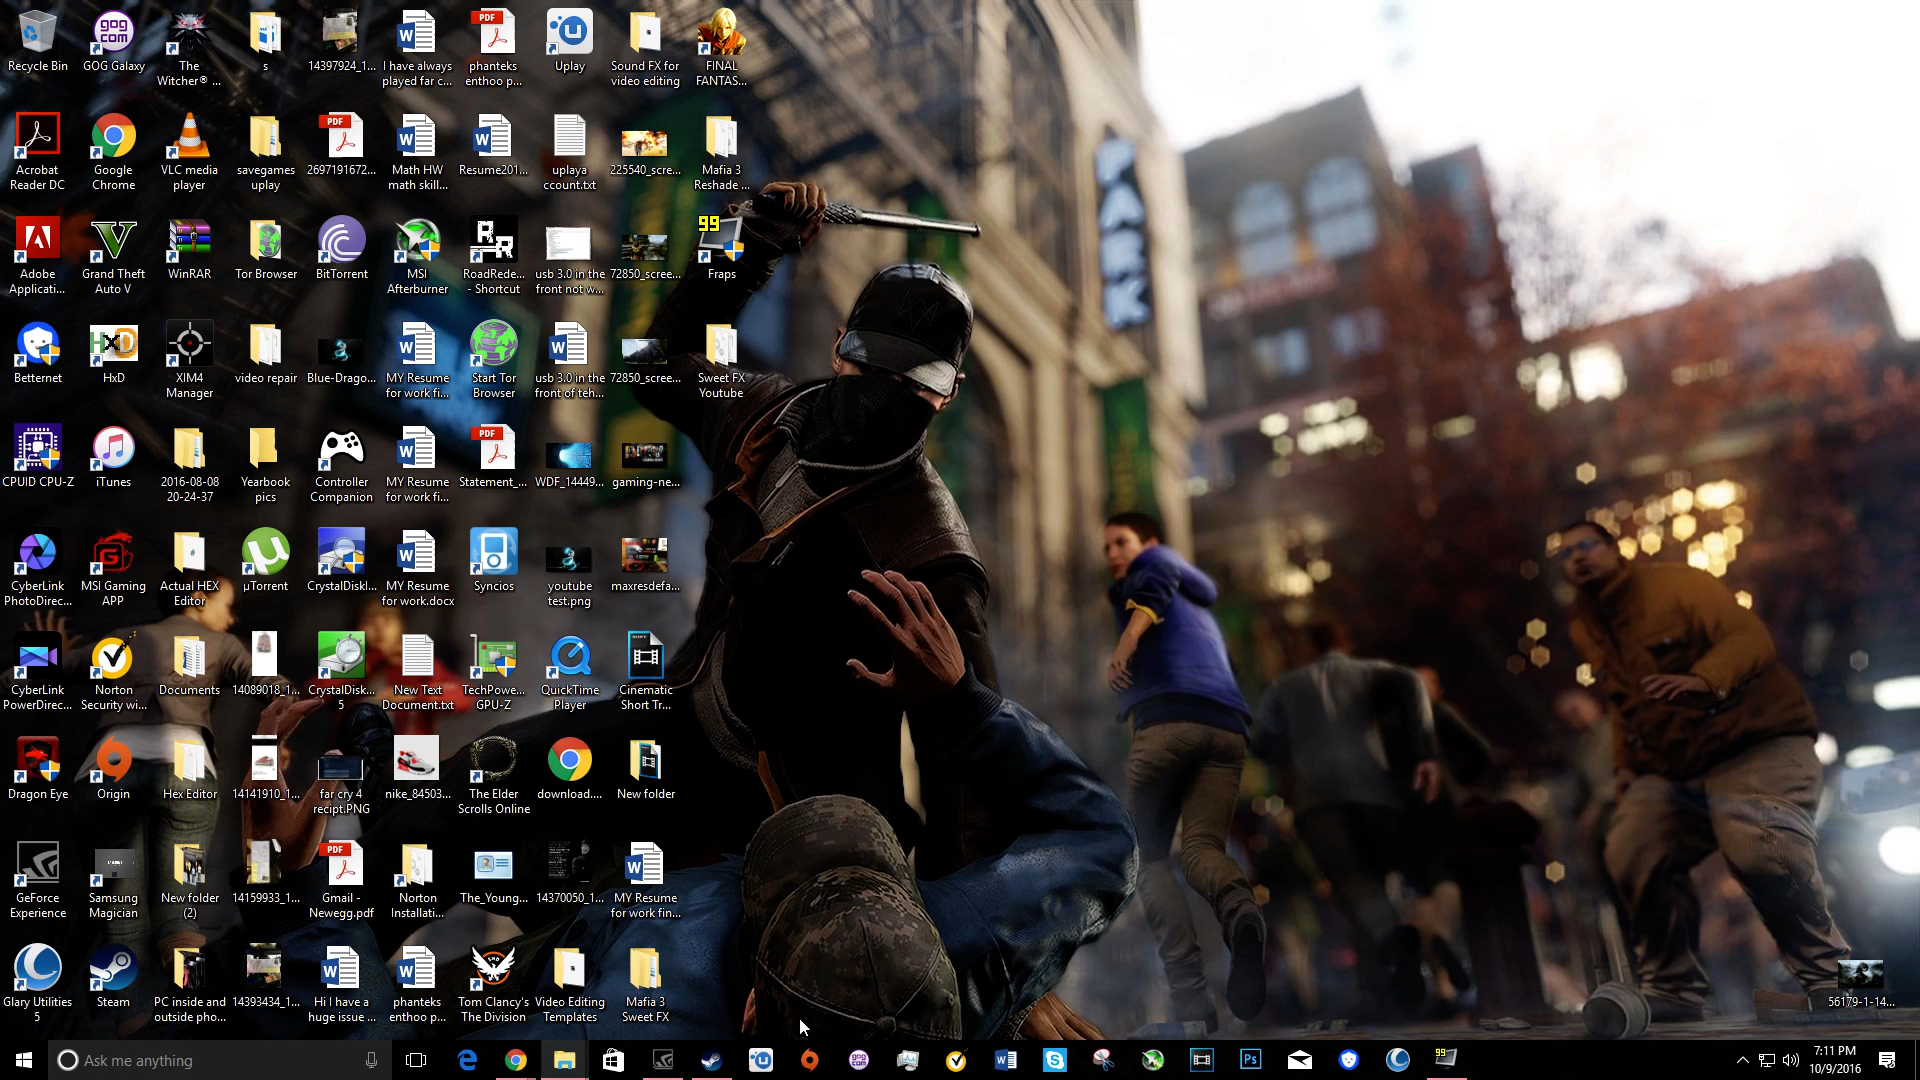 Recycle Bin
GOG Galaxy
The
Witcher® ...
s
14397924_1...
I have always
played far c...
phanteks
enthoo p...
Uplay
Sound FX for
video editing
FINAL
FANTAS...
Acrobat
Reader DC
Google
Chrome
VLC media
player
savegames
uplay
2697191672...
Math HW
math skill...
Resume201...
uplaya
ccount.txt
225540_scre...
Mafia 3
Reshade ...
Adobe
Applicati...
Grand Theft
Auto V
WinRAR
Tor Browser
BitTorrent
MSI
Afterburner
RoadRede...
- Shortcut
usb 3.0 in the
front not w...
72850_scree...
99
Fraps
PARK
Betternet
HxD
XIM4
Manager
video repair
Blue-Drago...
MY Resume
for work fi...
Start Tor
Browser
usb 3.0 in the
front of teh...
72850_scree...
Sweet FX
Youtube
CPUID CPU-Z
iTunes
2016-08-08
20-24-37
Yearbook
pics
Controller
Companion
MY Resume
for work fi...
Statement_...
WDF_14449...
gaming-ne...
CyberLink
PhotoDirec...
MSI Gaming
APP
Actual HEX
Editor
µTorrent
CrystalDiskI...
MY Resume
for work.docx
Syncios
youtube
test.png
maxresdefa...
CyberLink
PowerDirec...
Norton
Security wi...
Documents
14089018_1...
CrystalDisk...
5
New Text
Document.txt
TechPowe...
GPU-Z
QuickTime
Player
Cinematic
Short Tr...
Dragon Eye
Origin
Hex Editor
14141910_1...
far cry 4
recipt.PNG
nike_84503...
The Elder
Scrolls Online
download....
New folder
GeForce
Experience
Samsung
Magician
New folder
(2)
14159933_1...
Gmail -
Newegg.pdf
Norton
Installati...
The_Young...
14370050_1...
MY Resume
for work fin...
Glary Utilities
5
Steam
PC inside and
outside pho...
14393434_1...
Hi I have a
huge issue ...
phanteks
enthoo p...
Tom Clancy's
The Division
Video Editing
Templates
Mafia 3
Sweet FX
56179-1-14...
Ask me anything
7:11 PM
10/9/2016